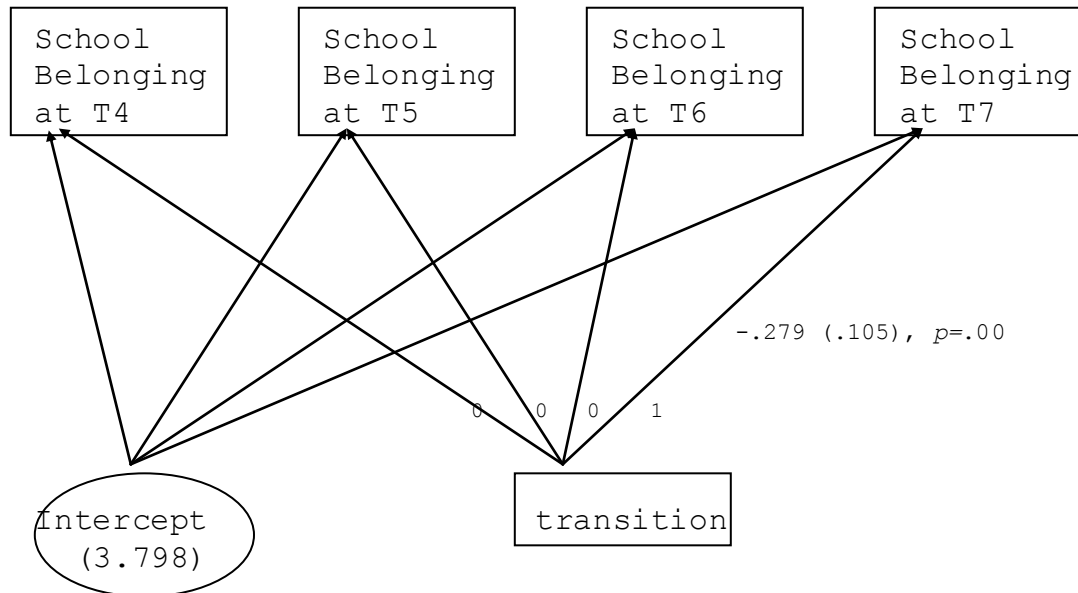 School
Belonging
at T4
School
Belonging
at T5
School
Belonging
at T6
School
Belonging
at T7
-.279 (.105), p=.00
0 0 0 1
Intercept
(3.798)
transition